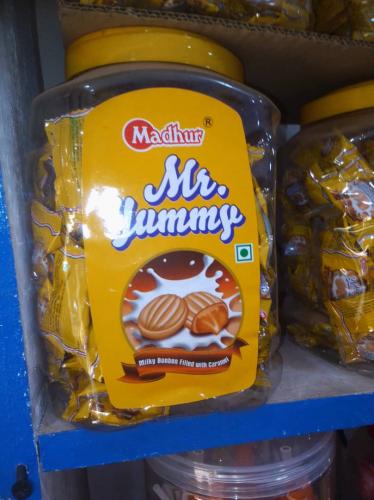 Madhur ®
Mr.
Yummy
Milky Bonbon Filled with Caramel